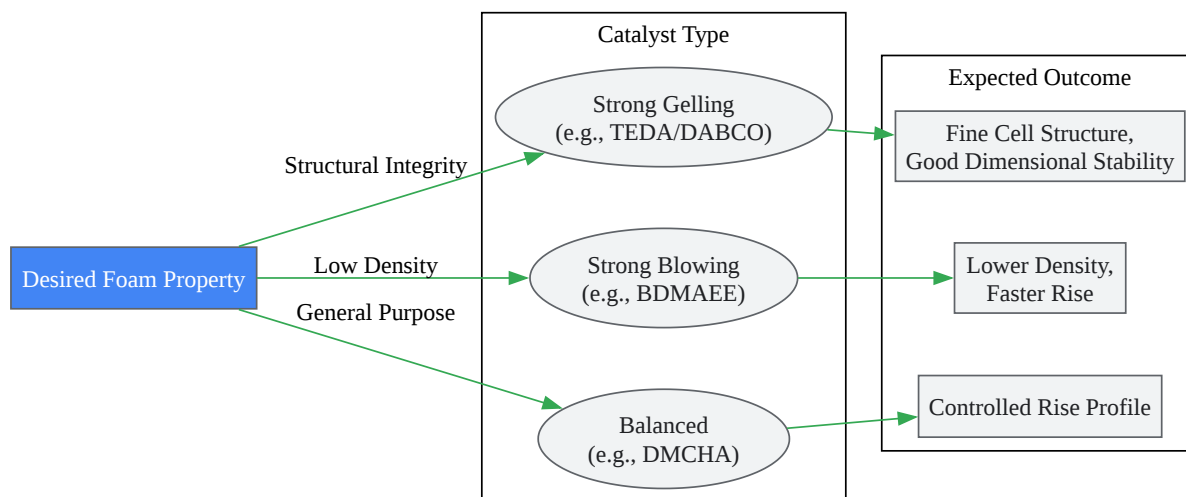 Catalyst Type
Expected Outcome
Strong Gelling
(e.g., TEDA/DABCO)
Fine Cell Structure,
Good Dimensional Stability
Structural Integrity
Desired Foam Property
Low Density
Strong Blowing
(e.g., BDMAEE)
Lower Density,
Faster Rise
General Purpose
Balanced
(e.g., DMCHA)
Controlled Rise Profile